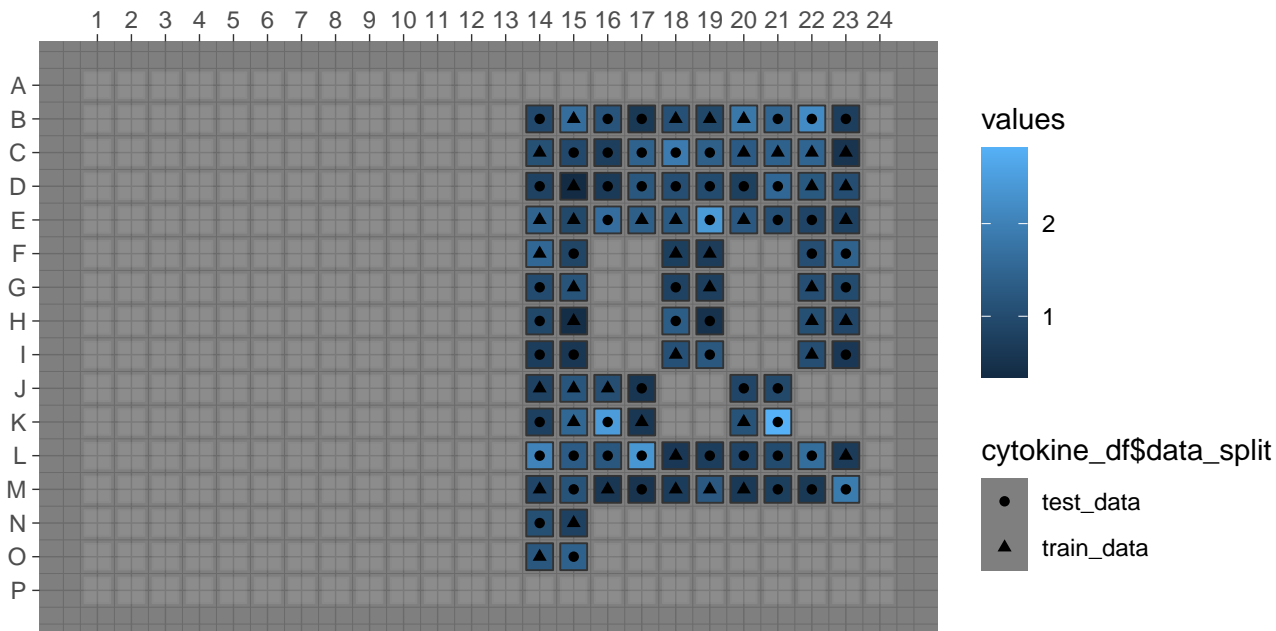 1 2 3 4 5 6 7 8 9 10 11 12 13 14 15 16 17 18 19 20 21 22 23 24
A
B
C
D
E
F
G
H
I
J
K
L
M
N
O
P
values
2
1
cytokine_df$data_split
test_data
train_data